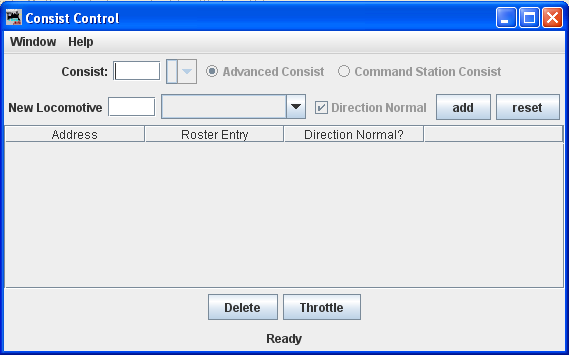 Consist Control
Window Help
Consist: Advanced Consist Command Station Consist
New Locomotive Direction Normal add reset
Address Roster Entry Direction Normal?
Delete Throttle
Ready